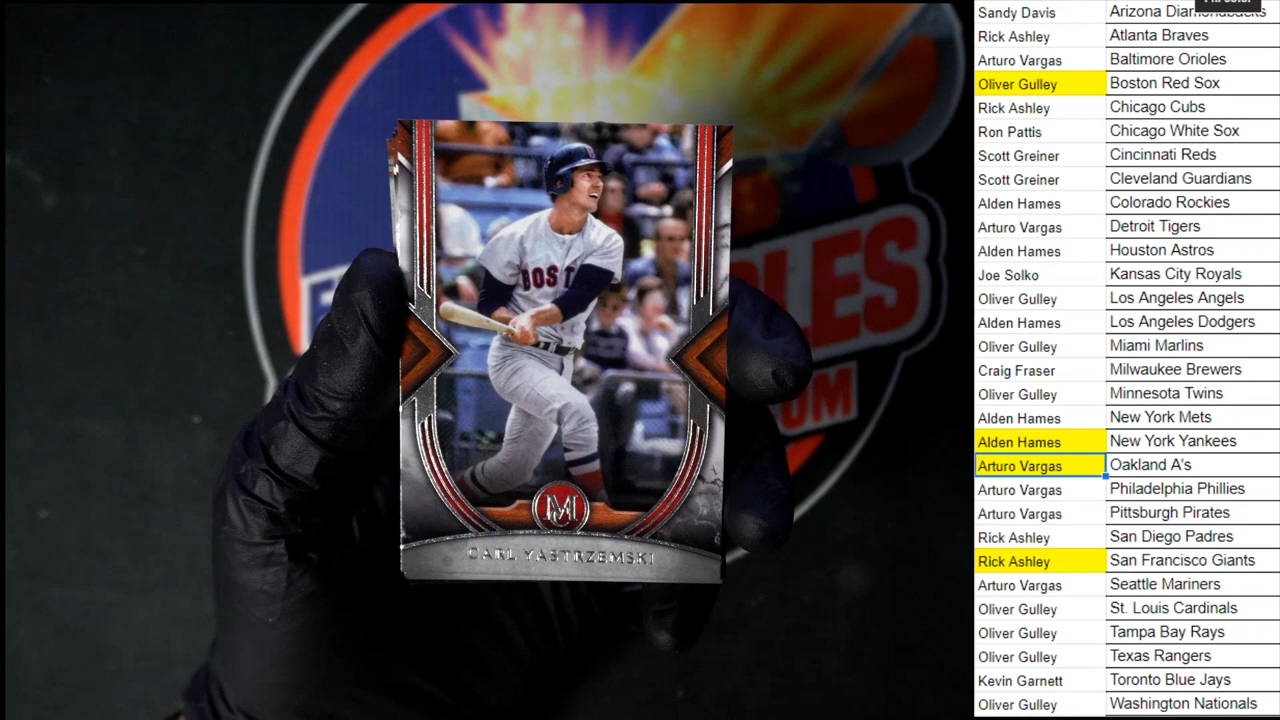 BOST
M
CARL YASTRZEMSKI
LES
UM
Sandy Davis Arizona Diamondbacks
Rick Ashley Atlanta Braves
Arturo Vargas Baltimore Orioles
Oliver Gulley Boston Red Sox
Rick Ashley Chicago Cubs
Ron Pattis Chicago White Sox
Scott Greiner Cincinnati Reds
Scott Greiner Cleveland Guardians
Alden Hames Colorado Rockies
Arturo Vargas Detroit Tigers
Alden Hames Houston Astros
Joe Solko Kansas City Royals
Oliver Gulley Los Angeles Angels
Alden Hames Los Angeles Dodgers
Oliver Gulley Miami Marlins
Craig Fraser Milwaukee Brewers
Oliver Gulley Minnesota Twins
Alden Hames New York Mets
Alden Hames New York Yankees
Arturo Vargas Oakland A's
Arturo Vargas Philadelphia Phillies
Arturo Vargas Pittsburgh Pirates
Rick Ashley San Diego Padres
Rick Ashley San Francisco Giants
Arturo Vargas Seattle Mariners
Oliver Gulley St. Louis Cardinals
Oliver Gulley Tampa Bay Rays
Oliver Gulley Texas Rangers
Kevin Garnett Toronto Blue Jays
Oliver Gulley Washington Nationals